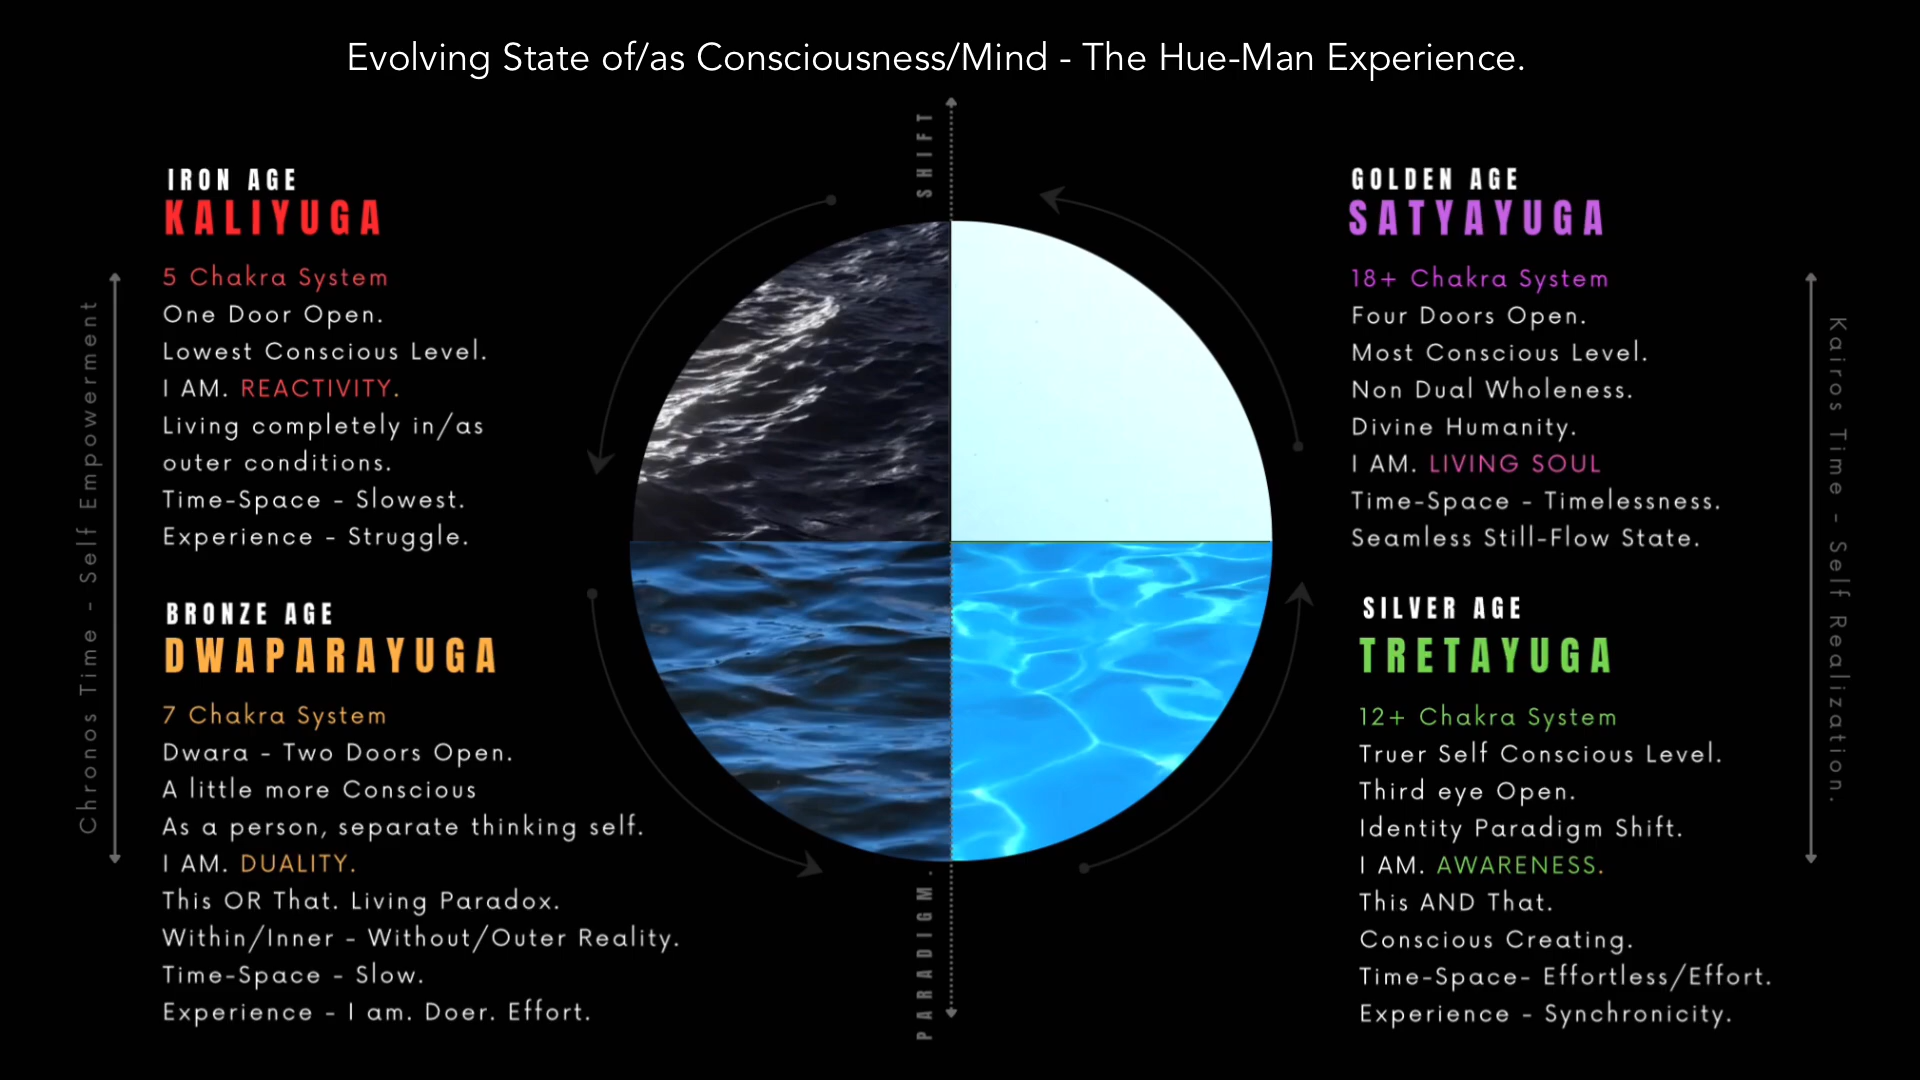 Evolving State of/as Consciousness/Mind - The Hue-Man Experience.
SHIFT
IRON AGE
KALIYUGA
5 Chakra System
One Door Open.
Lowest Conscious Level.
I AM. REACTIVITY.
Living completely in/as
outer conditions.
Time-Space - Slowest.
Experience - Struggle.
BRONZE AGE
DWAPARAYUGA
7 Chakra System
Dwara - Two Doors Open.
A little more Conscious
As a person, separate thinking self.
I AM. DUALITY.
This OR That. Living Paradox.
Within/Inner - Without/Outer Reality.
Time-Space - Slow.
Experience - I am. Doer. Effort.
Chronos Time - Self Empowerment
PARADIGM.
GOLDEN AGE
SATYAYUGA
18+ Chakra System
Four Doors Open.
Most Conscious Level.
Non Dual Wholeness.
Divine Humanity.
I AM. LIVING SOUL
Time-Space - Timelessness.
Seamless Still-Flow State.
SILVER AGE
TRETAYUGA
12+ Chakra System
Truer Self Conscious Level.
Third eye Open.
Identity Paradigm Shift.
I AM. AWARENESS.
This AND That.
Conscious Creating.
Time-Space- Effortless/Effort.
Experience - Synchronicity.
Kairos Time - Self Realization.